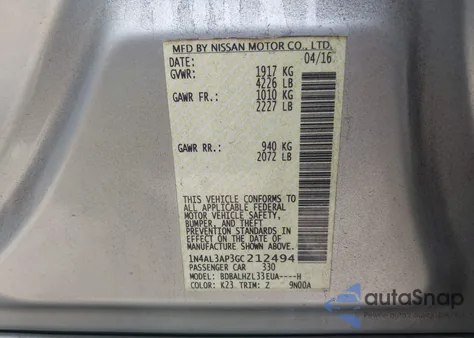 MFD BY NISSAN MOTOR CO., LTD.
DATE: 04/16
GVWR: 1917 KG
4226 LB
GAWR FR.: 1010 KG
2227 LB
GAWR RR.: 940 KG
2072 LB
THIS VEHICLE CONFORMS TO
ALL APPLICABLE FEDERAL
MOTOR VEHICLE SAFETY,
BUMPER, AND THEFT
PREVENTION STANDARDS IN
EFFECT ON THE DATE OF
MANUFACTURE SHOWN ABOVE.
1N4AL3AP3GC212494
PASSENGER CAR 330
MODEL: BDBALHZL33EUA----H
COLOR: K23 TRIM: Z 9N00A
autoSnap
BY AUTOASTAT